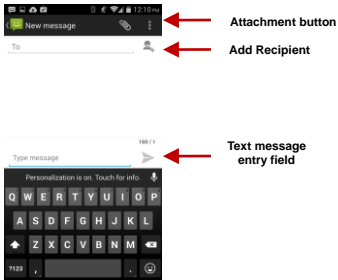 12:10 PM
New message
Attachment button
To
Add Recipient
160 / 1
Type message
Text message
entry field
Personalization is on. Touch for info.
Q W E R T Y U I O P
A S D F G H J K L
Z X C V B N M
?123 , .